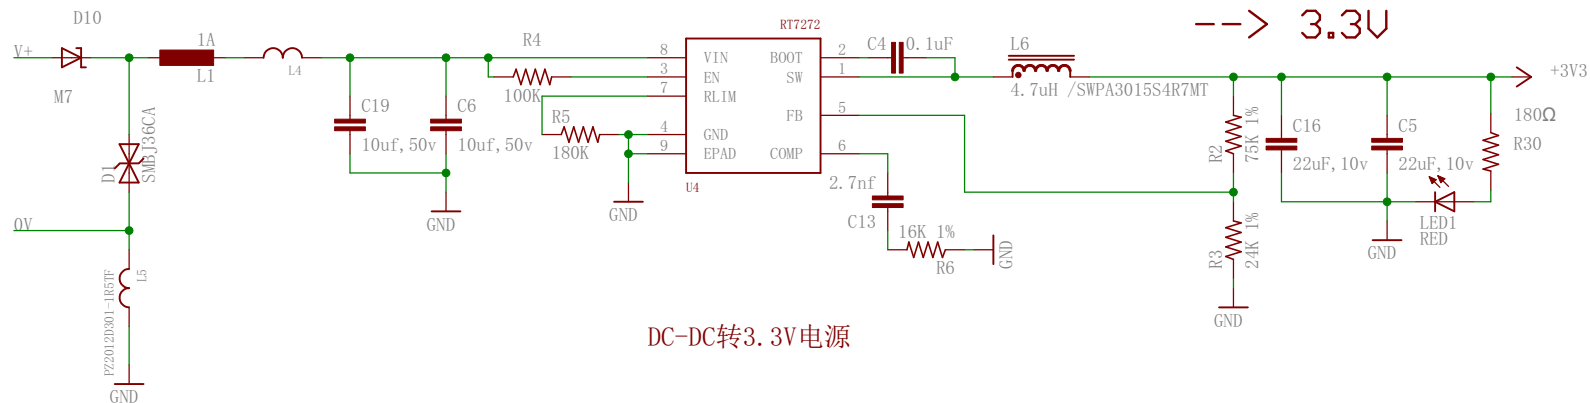 D10
V+
M7
1A
L1
L4
D1
SMBJ36CA
0V
L5
PZ2012D301-1R5TF
GND
C19
10uf,50v
C6
10uf,50v
GND
R4
100K
R5
180K
GND
RT7272
8
3
7
4
9
VIN
EN
RLIM
GND
EPAD
BOOT
SW
FB
COMP
2
1
5
6
U4
C4
0.1uF
2.7nf
C13
16K 1%
R6
GND
L6
4.7uH /SWPA3015S4R7MT
--> 3.3V
+3V3
R2
75K 1%
R3
24K 1%
GND
C16
22uF,10v
C5
22uF,10v
GND
180Ω
R30
LED1
RED
DC-DC转3.3V电源